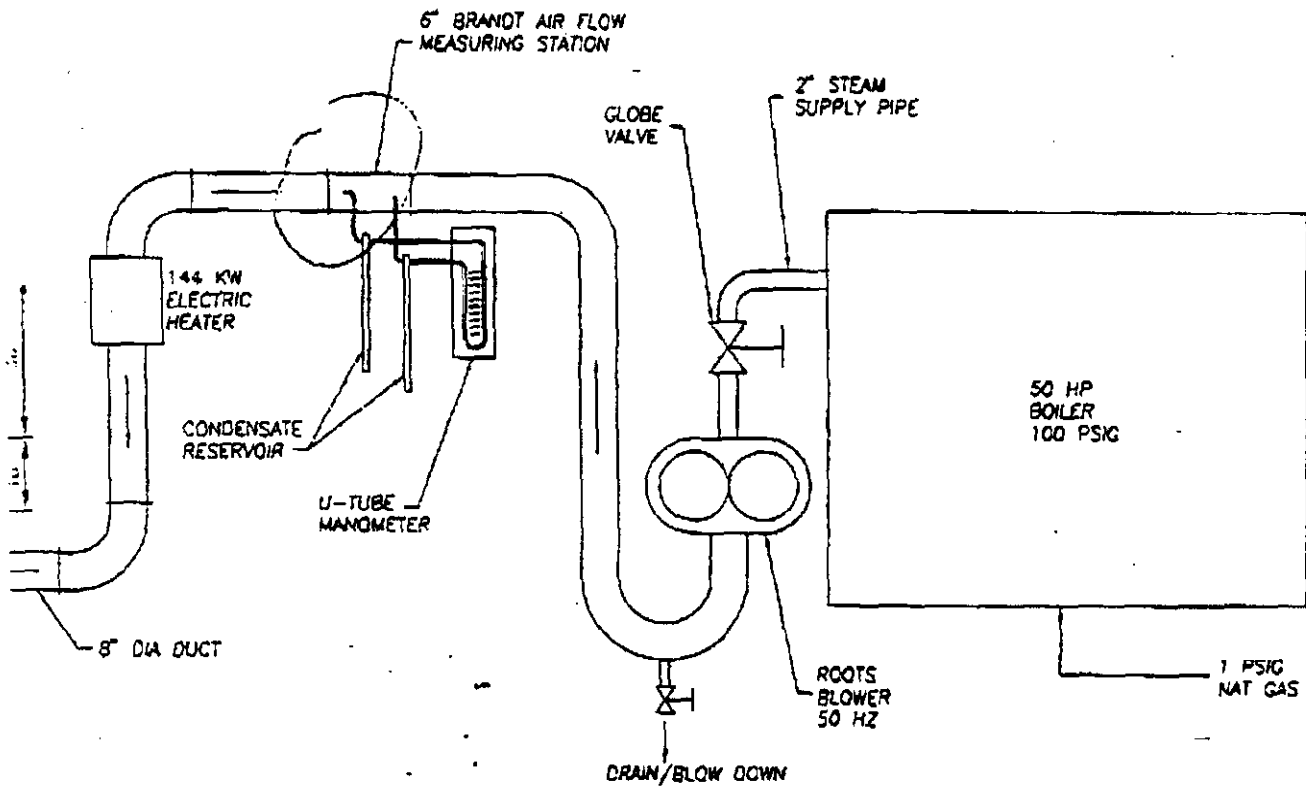 6" BRANDT AIR FLOW
MEASURING STATION
2" STEAM
SUPPLY PIPE
GLOBE
VALVE
144 KW
ELECTRIC
HEATER
50 HP
BOILER
100 PSIG
CONDENSATE
RESERVOIR
U-TUBE
MANOMETER
8" DIA DUCT
ROOTS
BLOWER
50 HZ
1 PSIG
NAT GAS
DRAIN/BLOW DOWN